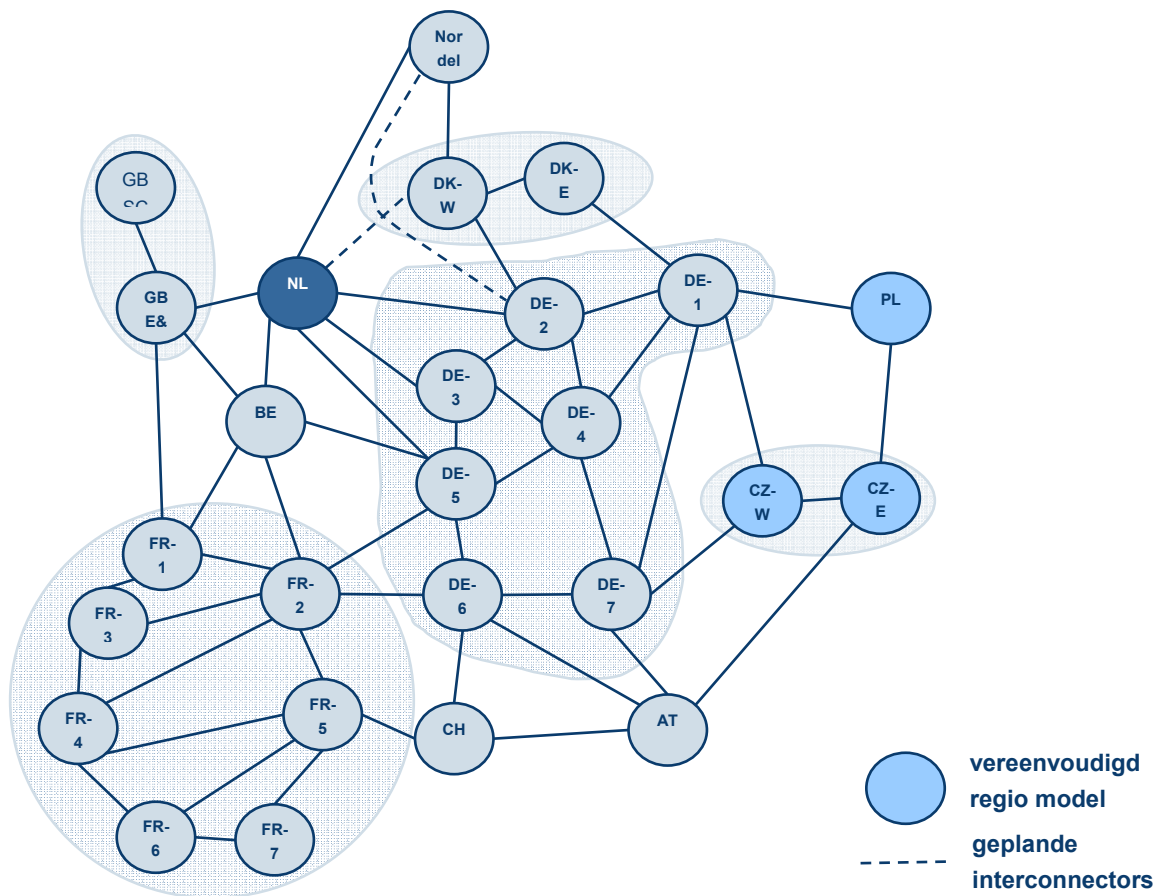 Nor
del
DK-
E
DK-
W
GB
NL
DE-
1
GB
E&
DE-
2
PL
DE-
3
BE
DE-
4
DE-
5
CZ-
W
CZ-
E
FR-
1
FR-
2
DE-
6
DE-
7
FR-
3
FR-
4
FR-
5
CH
AT
FR-
6
FR-
7
vereenvoudigd
regio model
geplande
interconnectors